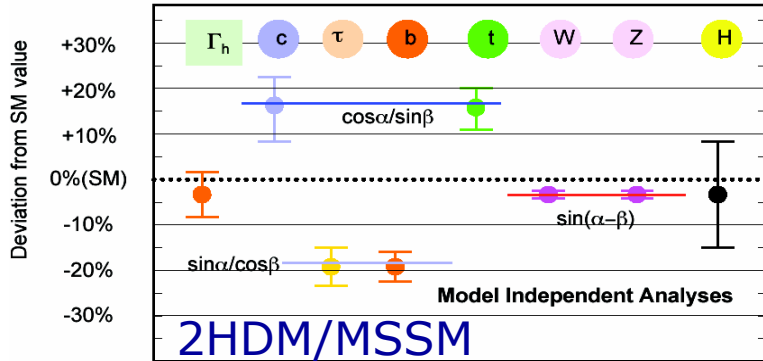 Deviation from SM value
+30%
+20%
+10%
0%(SM)
-10%
-20%
-30%
Γh
c
τ
b
t
W
Z
H
cosα/sinβ
sin(α−β)
sinα/cosβ
Model Independent Analyses
2HDM/MSSM